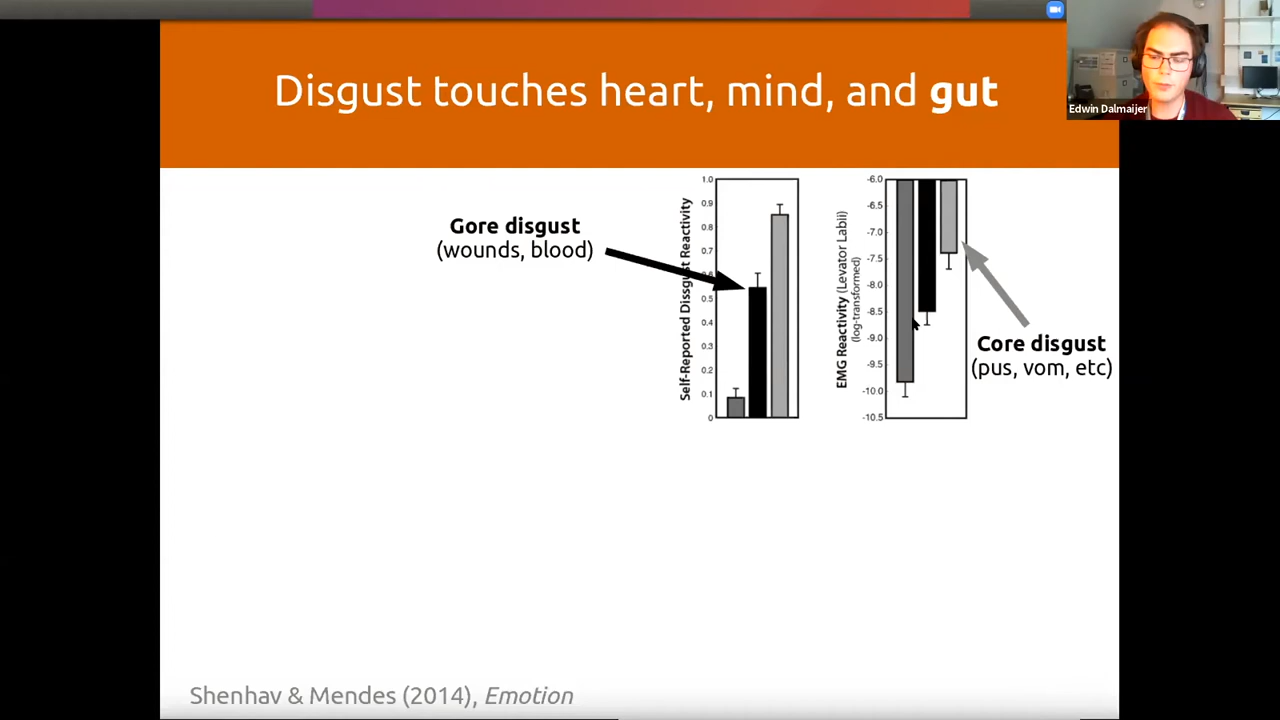 Disgust touches heart, mind, and gut
Edwin Dalmaijer
Gore disgust
(wounds, blood)
Self-Reported Dissgust Reactivity
1.0
0.9
0.8
0.7
0.6
0.5
0.4
0.3
0.2
0.1
0
EMG Reactivity (Levator Labii)
(log-transformed)
-6.0
-6.5
-7.0
-7.5
-8.0
-8.5
-9.0
-9.5
-10.0
-10.5
Core disgust
(pus, vom, etc)
Shenhav & Mendes (2014), Emotion